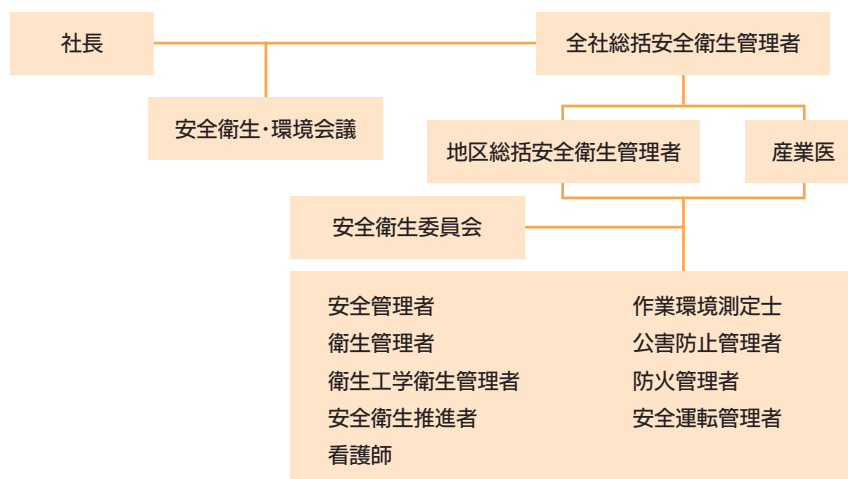 社長
全社総括安全衛生管理者
安全衛生・環境会議
地区総括安全衛生管理者
産業医
安全衛生委員会
安全管理者
衛生管理者
衛生工学衛生管理者
安全衛生推進者
看護師
作業環境測定士
公害防止管理者
防火管理者
安全運転管理者